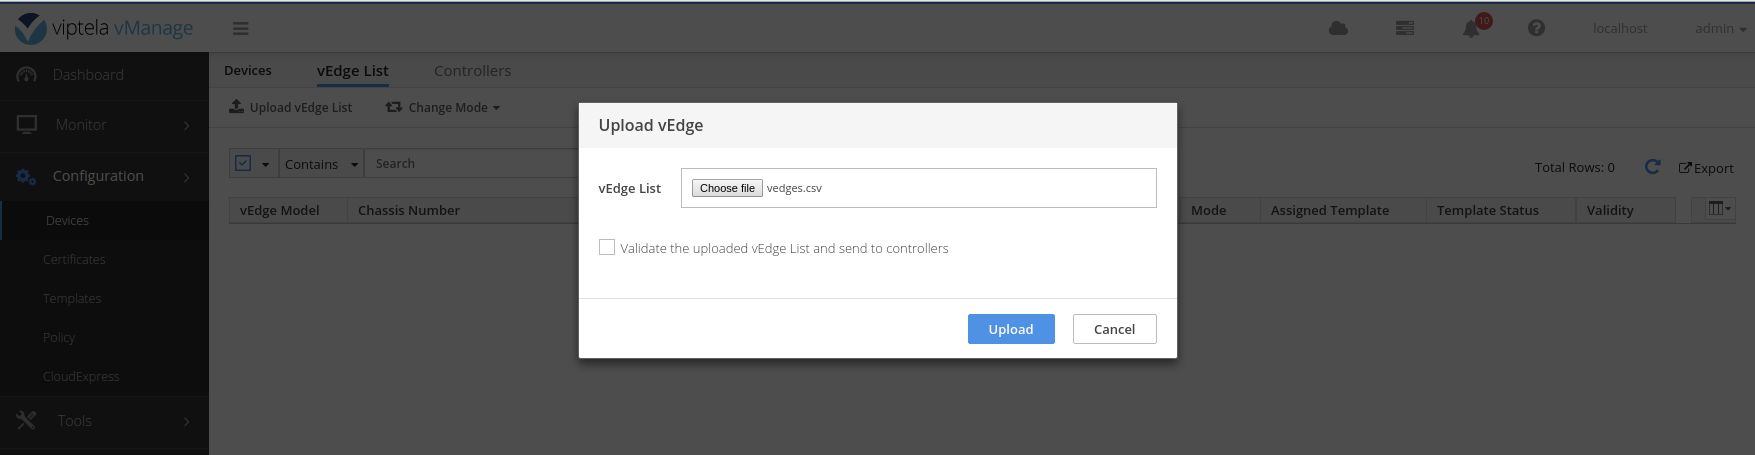 viptela vManage
10
localhost
admin
Dashboard
Monitor
Configuration
Devices
Certificates
Templates
Policy
CloudExpress
Tools
Devices vEdge List Controllers
Upload vEdge List Change Mode
Contains Search
Total Rows: 0 Export
vEdge Model Chassis Number Mode Assigned Template Template Status Validity
Upload vEdge
vEdge List Choose file vedges.csv
Validate the uploaded vEdge List and send to controllers
Upload Cancel